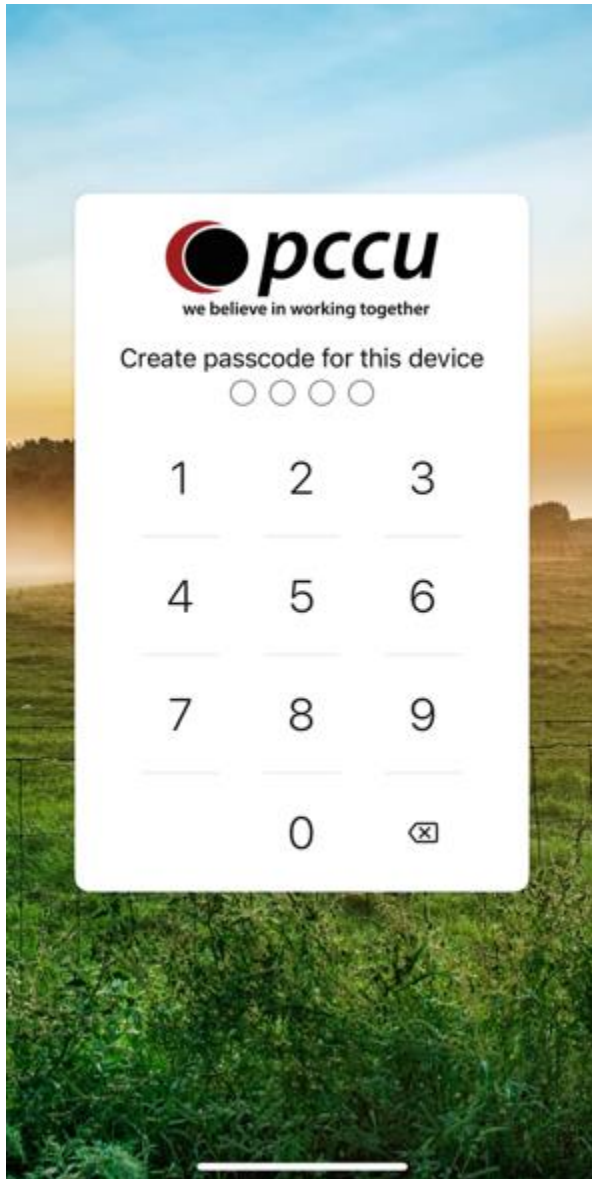 pccu
we believe in working together
Create passcode for this device
1 2 3
4 5 6
7 8 9
0